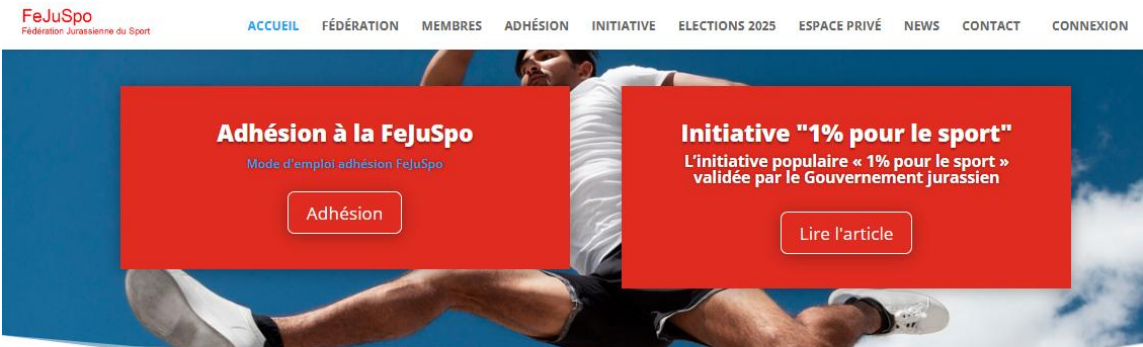 FeJuSpo
Fédération Jurassienne du Sport
ACCUEIL FÉDÉRATION MEMBRES ADHÉSION INITIATIVE ELECTIONS 2025 ESPACE PRIVÉ NEWS CONTACT CONNEXION
Adhésion à la FeJuSpo
Mode d'emploi adhésion FeJuSpo
Adhésion
Initiative "1% pour le sport"
L'initiative populaire « 1% pour le sport »
validée par le Gouvernement jurassien
Lire l'article